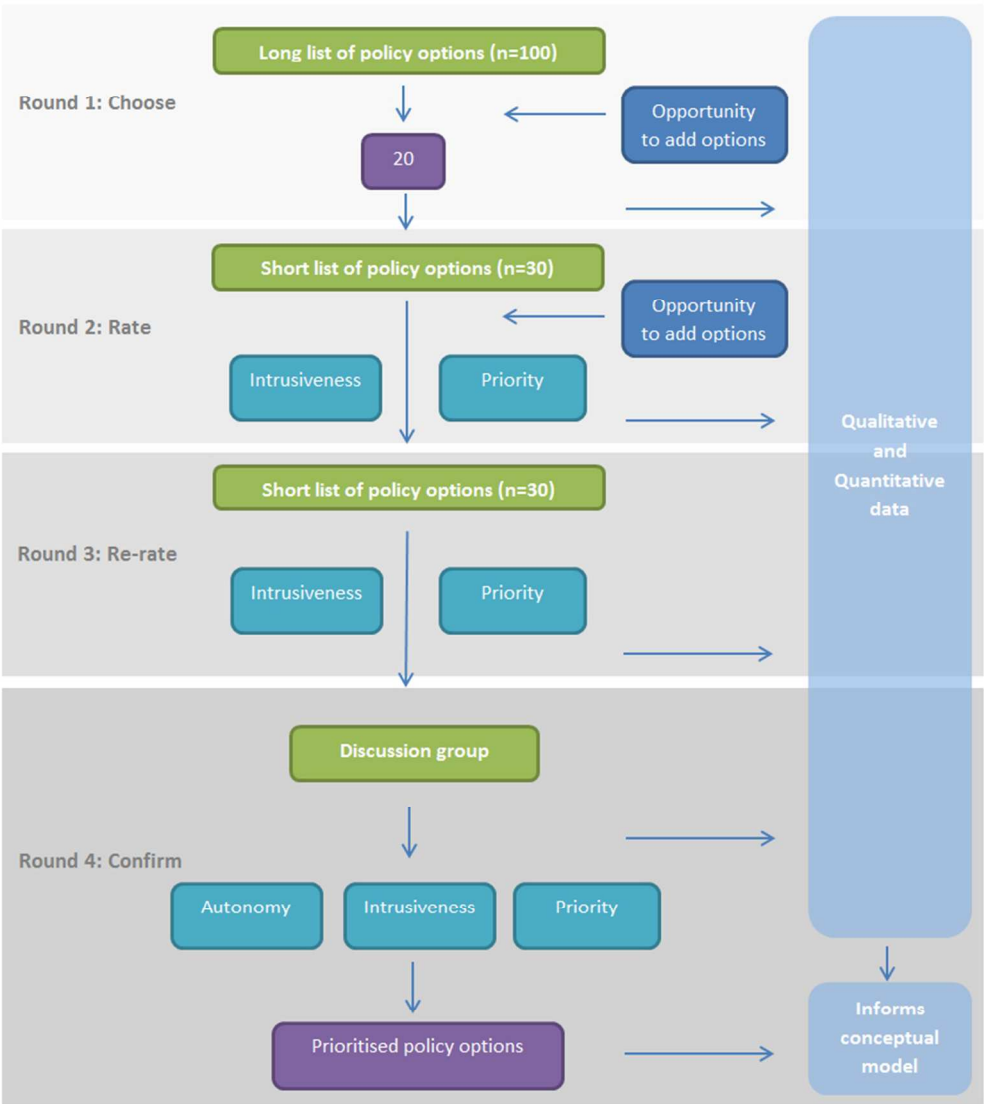 Long list of policy options (n=100)
Round 1: Choose
Opportunity
to add options
20
Short list of policy options (n=30)
Round 2: Rate
Opportunity
to add options
Intrusiveness
Priority
Qualitative
and
Quantitative
data
Short list of policy options (n=30)
Round 3: Re-rate
Intrusiveness
Priority
Discussion group
Round 4: Confirm
Autonomy
Intrusiveness
Priority
Prioritised policy options
Informs
conceptual
model